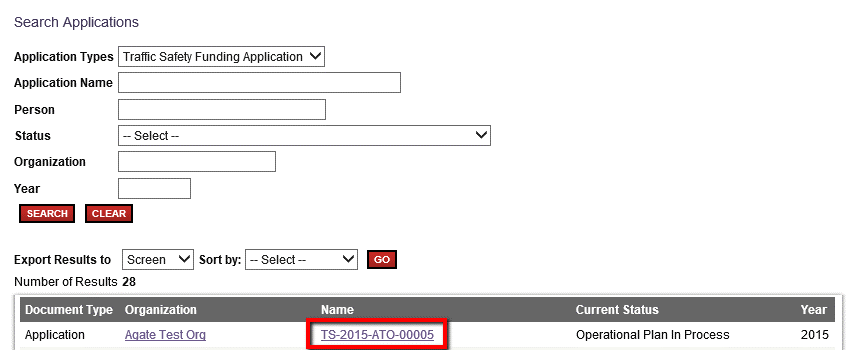 Search Applications
Application Types Traffic Safety Funding Application
Application Name
Person
Status -- Select --
Organization
Year
SEARCH CLEAR
Export Results to Screen Sort by: -- Select -- GO
Number of Results 28
Document Type Organization Name Current Status Year
Application Agate Test Org TS-2015-ATO-00005 Operational Plan In Process 2015